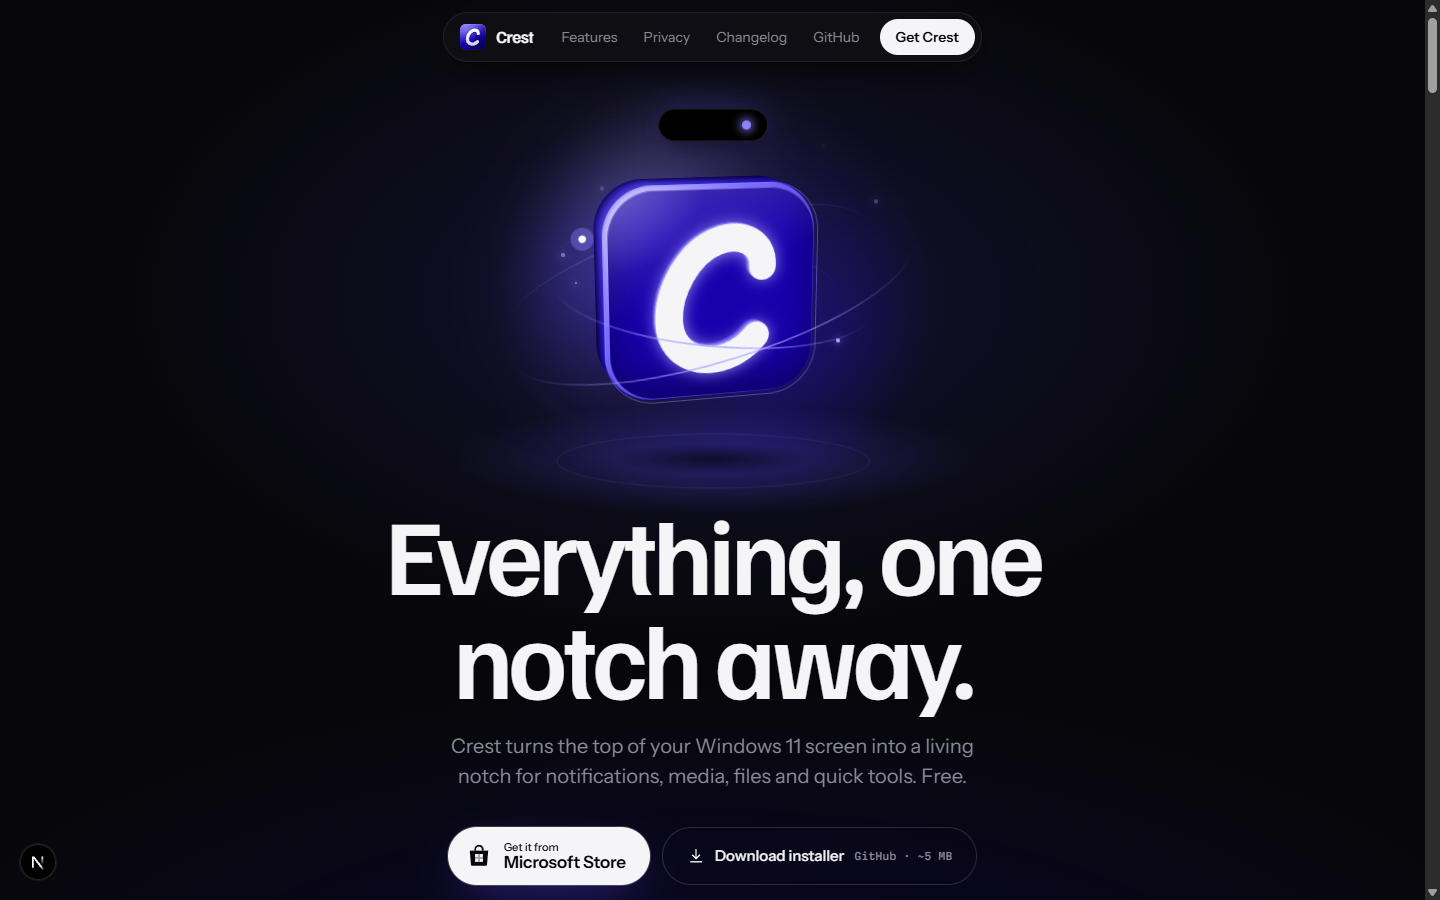 C Crest Features Privacy Changelog GitHub Get Crest
C
Everything, one
notch away.
Crest turns the top of your Windows 11 screen into a living
notch for notifications, media, files and quick tools. Free.
Get it from
Microsoft Store
Download installer GitHub · ~5 MB
N